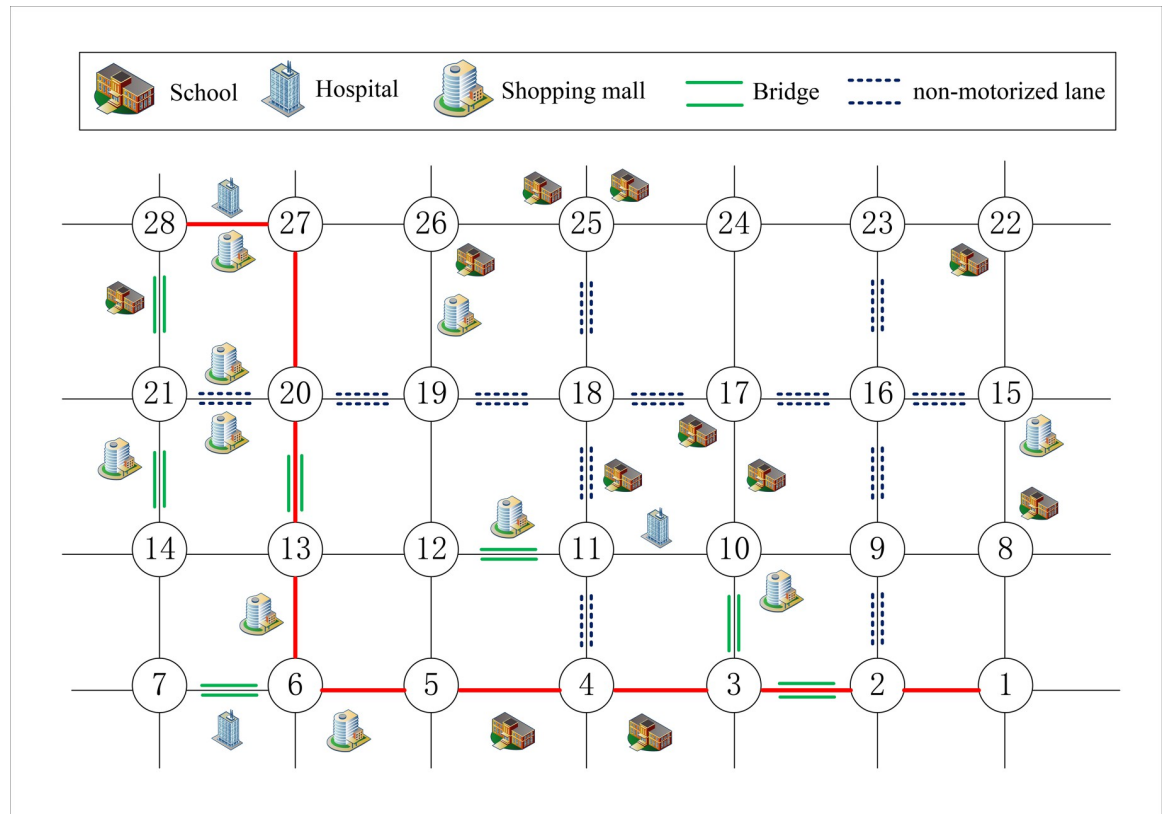 School Hospital Shopping mall Bridge non-motorized lane
28 27 26 25 24 23 22
21 20 19 18 17 16 15
14 13 12 11 10 9 8
7 6 5 4 3 2 1